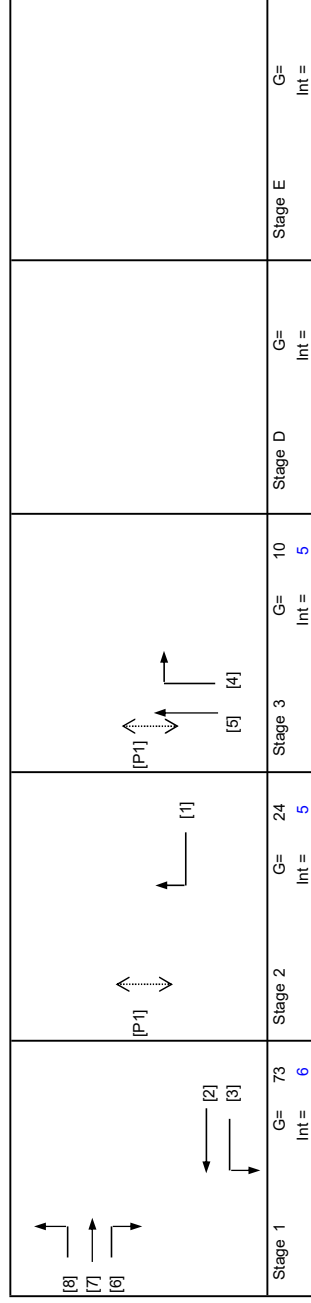 [8]
[7]
[6]
[2]
[3]
Stage 1 G= 73
Int = 6
[P1]
[1]
Stage 2 G= 24
Int = 5
[P1]
[4]
[5]
Stage 3 G= 10
Int = 5
Stage D G=
Int =
Stage E G=
Int =